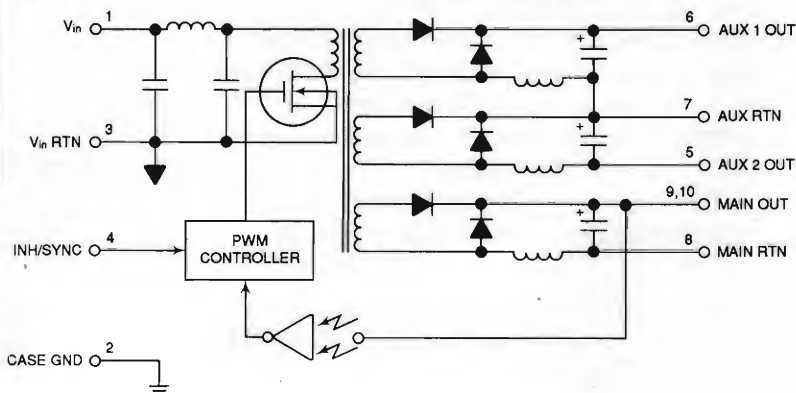 Vin 1
Vin RTN 3
INH/SYNC 4
CASE GND 2
PWM
CONTROLLER
+
6 AUX 1 OUT
7 AUX RTN
+
5 AUX 2 OUT
9,10 MAIN OUT
+
8 MAIN RTN